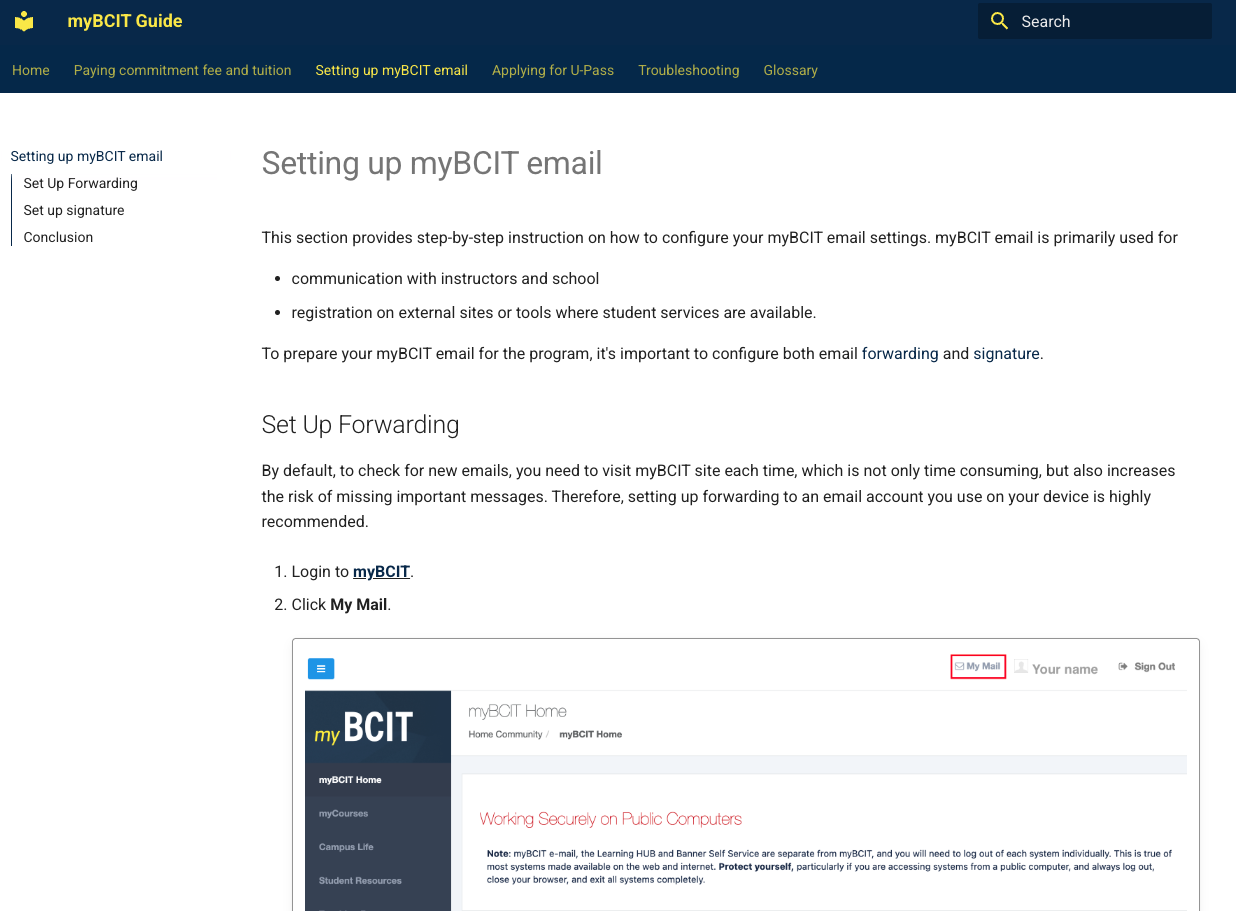 myBCIT Guide
Search
Home Paying commitment fee and tuition Setting up myBCIT email Applying for U-Pass Troubleshooting Glossary
Setting up myBCIT email
Set Up Forwarding
Set up signature
Conclusion
Setting up myBCIT email
This section provides step-by-step instruction on how to configure your myBCIT email settings. myBCIT email is primarily used for
• communication with instructors and school
• registration on external sites or tools where student services are available.
To prepare your myBCIT email for the program, it's important to configure both email forwarding and signature.
Set Up Forwarding
By default, to check for new emails, you need to visit myBCIT site each time, which is not only time consuming, but also increases
the risk of missing important messages. Therefore, setting up forwarding to an email account you use on your device is highly
recommended.
1. Login to myBCIT.
2. Click My Mail.
My Mail Your name Sign Out
my BCIT
myBCIT Home
Home Community / myBCIT Home
myBCIT Home
myCourses
Campus Life
Student Resources
Working Securely on Public Computers
Note: myBCIT e-mail, the Learning HUB and Banner Self Service are separate from myBCIT, and you will need to log out of each system individually. This is true of
most systems made available on the web and internet. Protect yourself, particularly if you are accessing systems from a public computer, and always log out,
close your browser, and exit all systems completely.